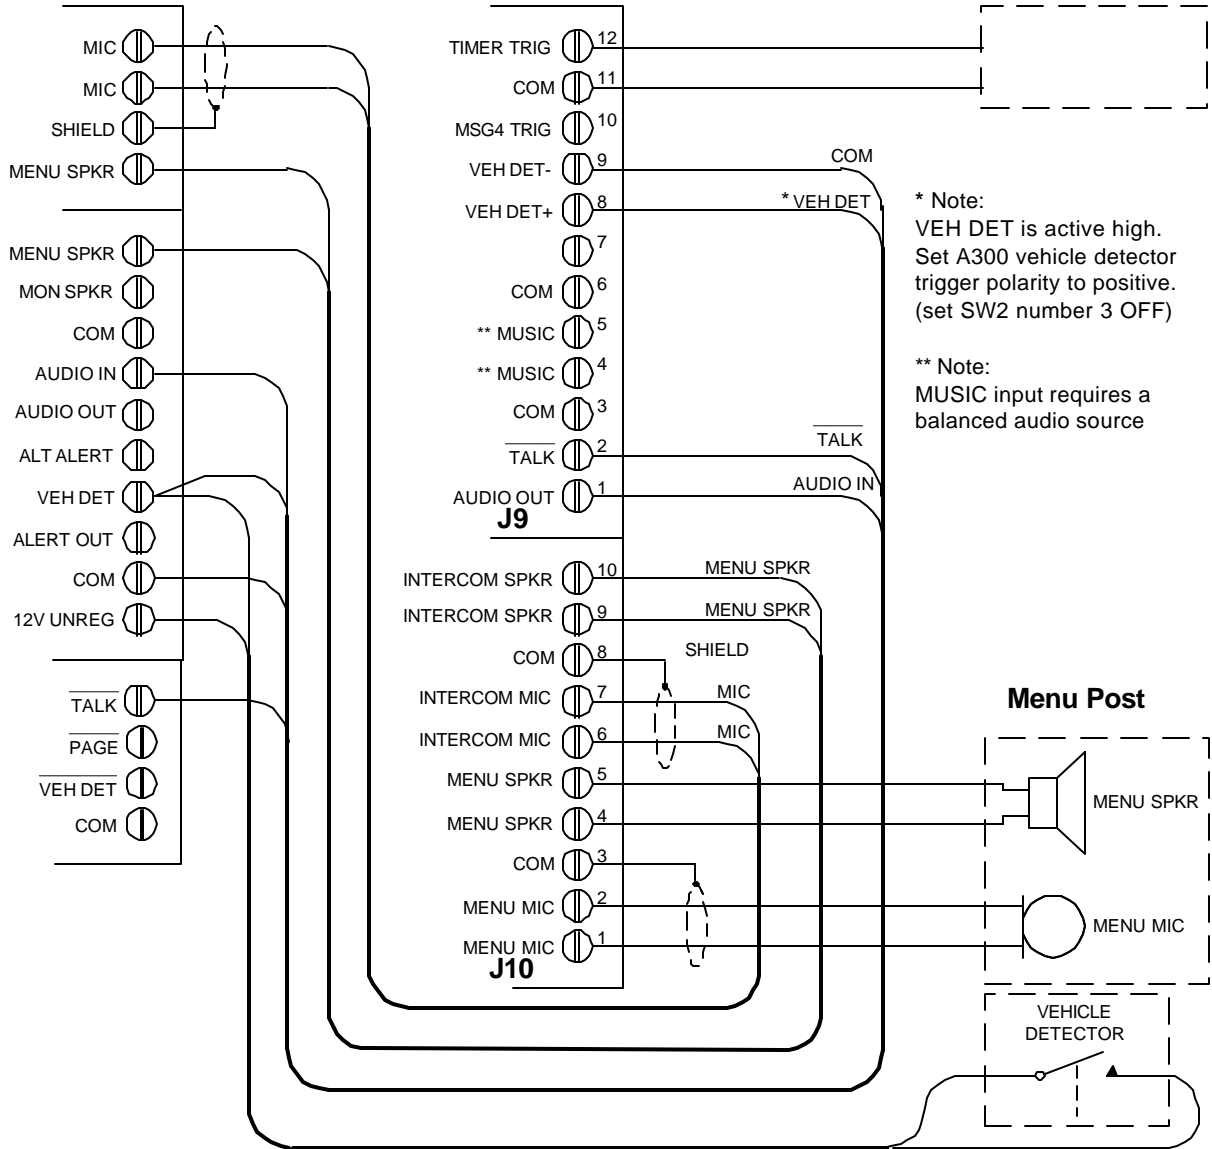 MIC
MIC
SHIELD
MENU SPKR
MENU SPKR
MON SPKR
COM
AUDIO IN
AUDIO OUT
ALT ALERT
VEH DET
ALERT OUT
COM
12V UNREG
TALK
PAGE
VEH DET
COM
TIMER TRIG 12
COM 11
MSG4 TRIG 10
VEH DET- 9 COM
VEH DET+ 8 * VEH DET
7
COM 6
** MUSIC 5
** MUSIC 4
COM 3
TALK 2 TALK
AUDIO OUT 1 AUDIO IN
J9
INTERCOM SPKR 10 MENU SPKR
INTERCOM SPKR 9 MENU SPKR
COM 8 SHIELD
INTERCOM MIC 7 MIC
INTERCOM MIC 6 MIC
MENU SPKR 5
MENU SPKR 4
COM 3
MENU MIC 2
MENU MIC 1
J10
* Note:
VEH DET is active high.
Set A300 vehicle detector
trigger polarity to positive.
(set SW2 number 3 OFF)
** Note:
MUSIC input requires a
balanced audio source
Menu Post
MENU SPKR
MENU MIC
VEHICLE
DETECTOR